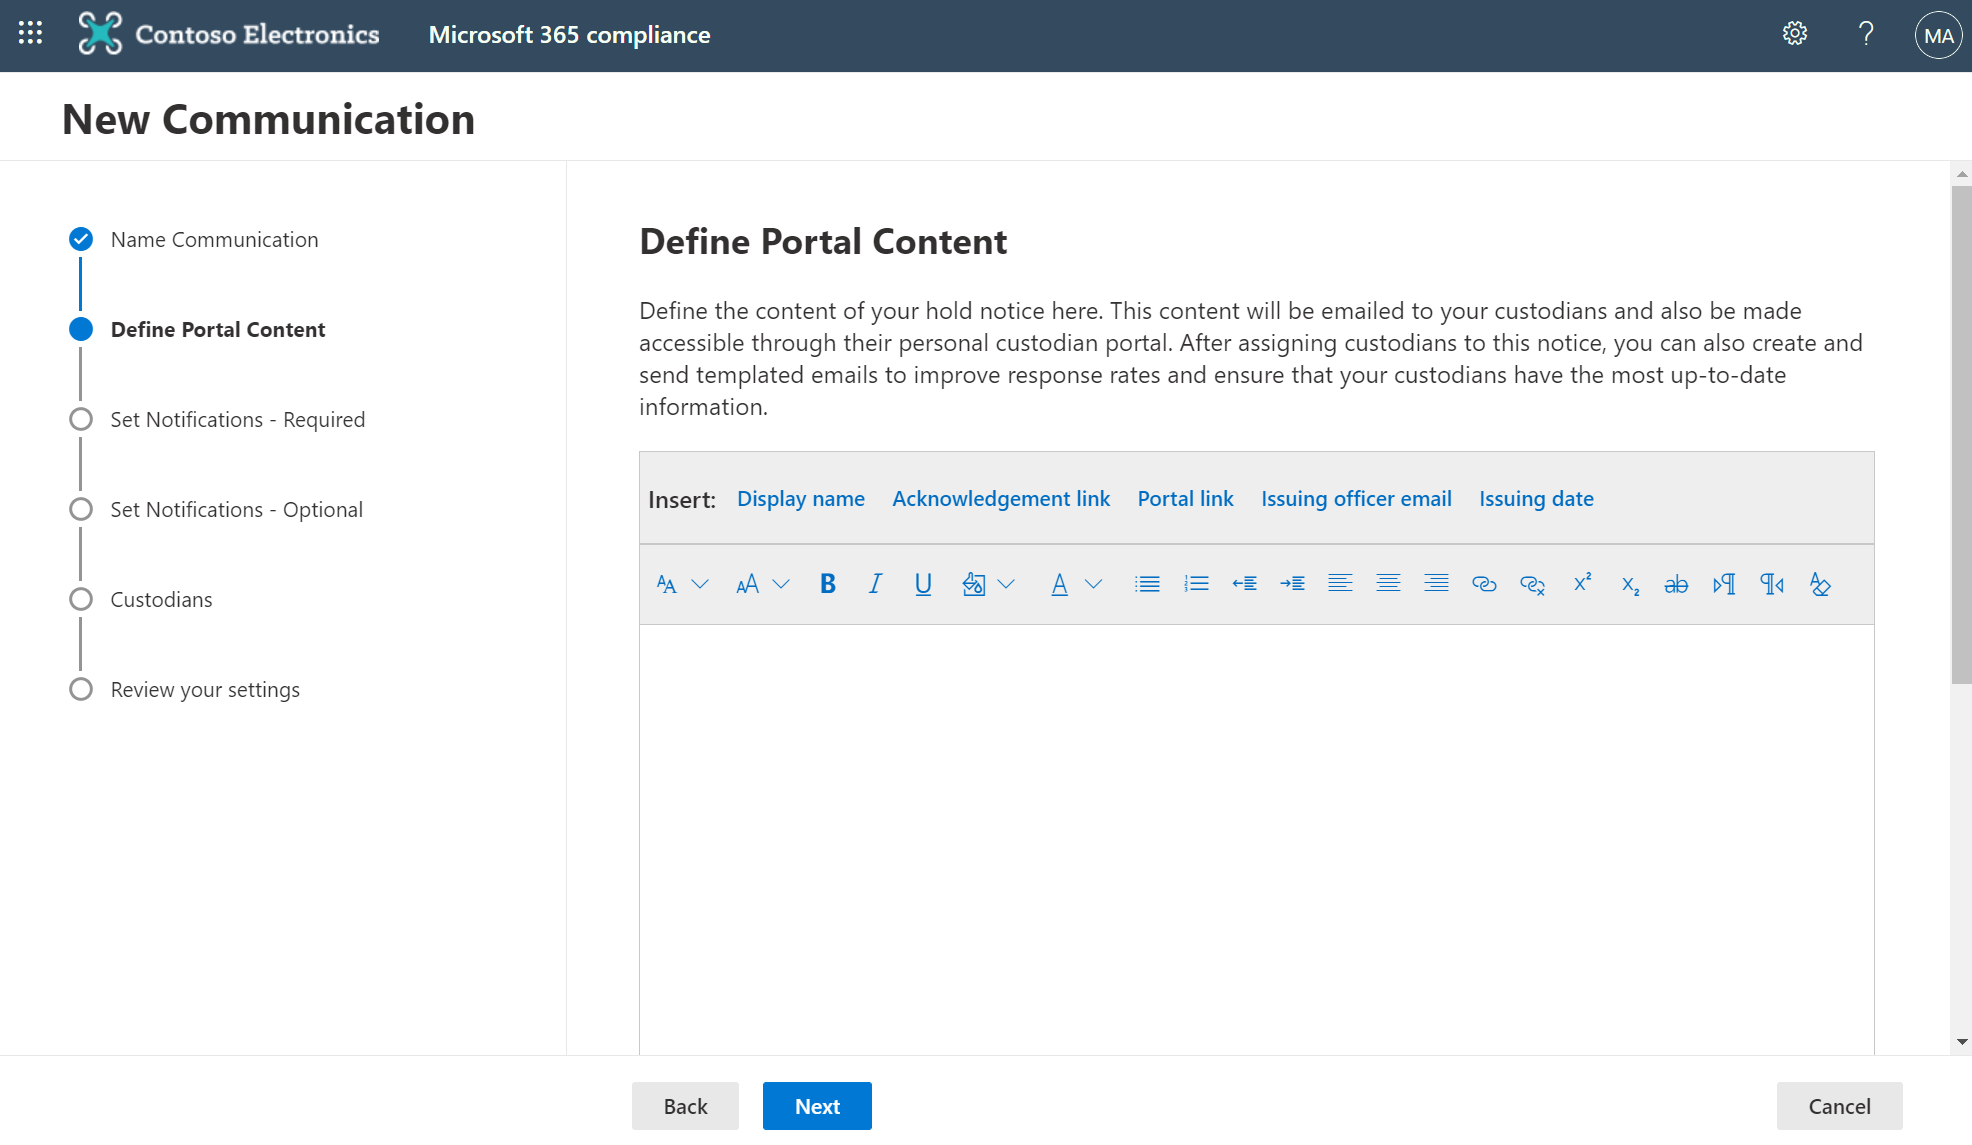 Contoso Electronics
Microsoft 365 compliance
MA
New Communication
Name Communication
Define Portal Content
Set Notifications - Required
Set Notifications - Optional
Custodians
Review your settings
Define Portal Content
Define the content of your hold notice here. This content will be emailed to your custodians and also be made
accessible through their personal custodian portal. After assigning custodians to this notice, you can also create and
send templated emails to improve response rates and ensure that your custodians have the most up-to-date
information.
Insert: Display name Acknowledgement link Portal link Issuing officer email Issuing date
Back
Next
Cancel